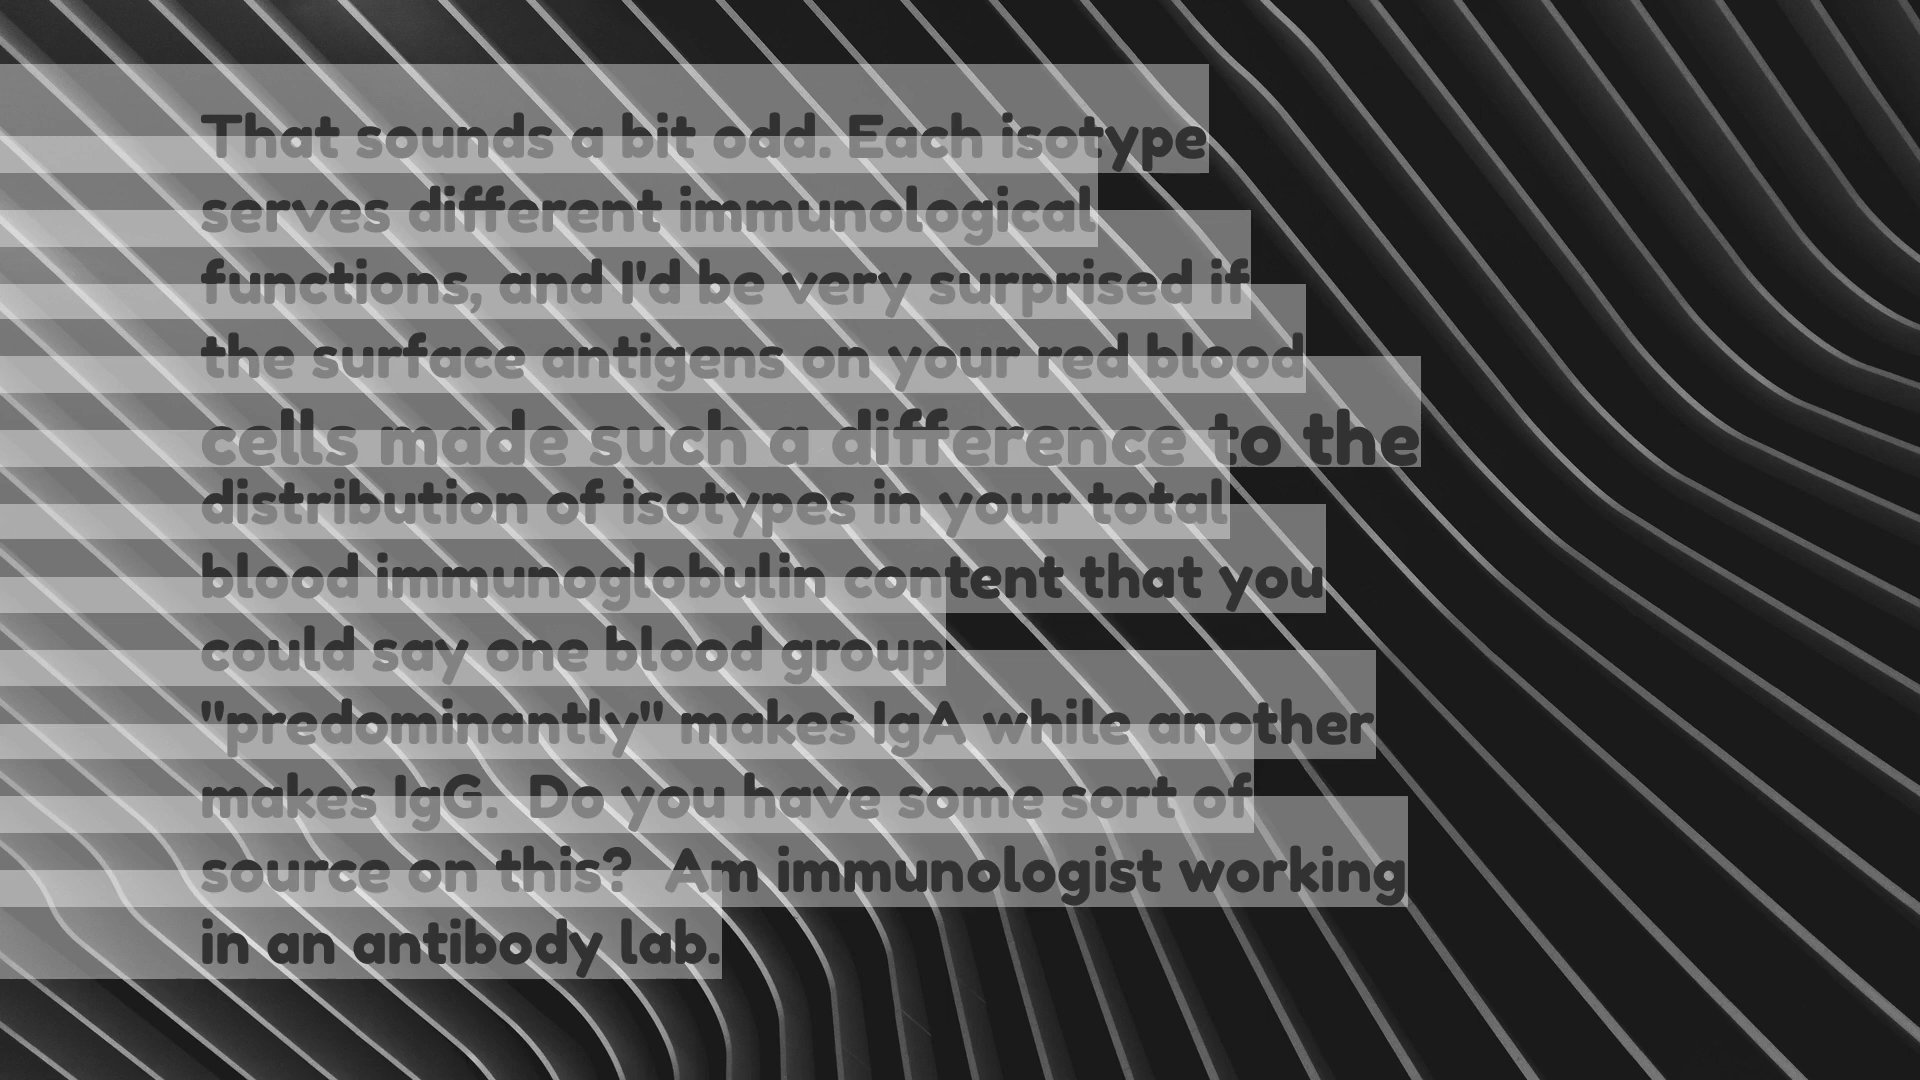 That sounds a bit odd. Each isotype
serves different immunological
functions, and I'd be very surprised if
the surface antigens on your red blood
cells made such a difference to the
distribution of isotypes in your total
blood immunoglobulin content that you
could say one blood group
"predominantly" makes IgA while another
makes IgG.  Do you have some sort of
source on this?  Am immunologist working
in an antibody lab.